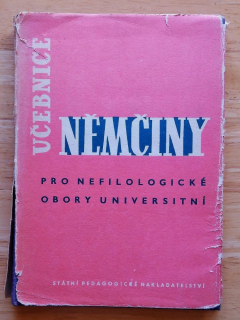 UČEBNICE
NĚMČINY
PRO NEFILOLOGICKÉ
OBORY UNIVERSITNÍ
STÁTNÍ PEDAGOGICKÉ NAKLADATELSTVÍ